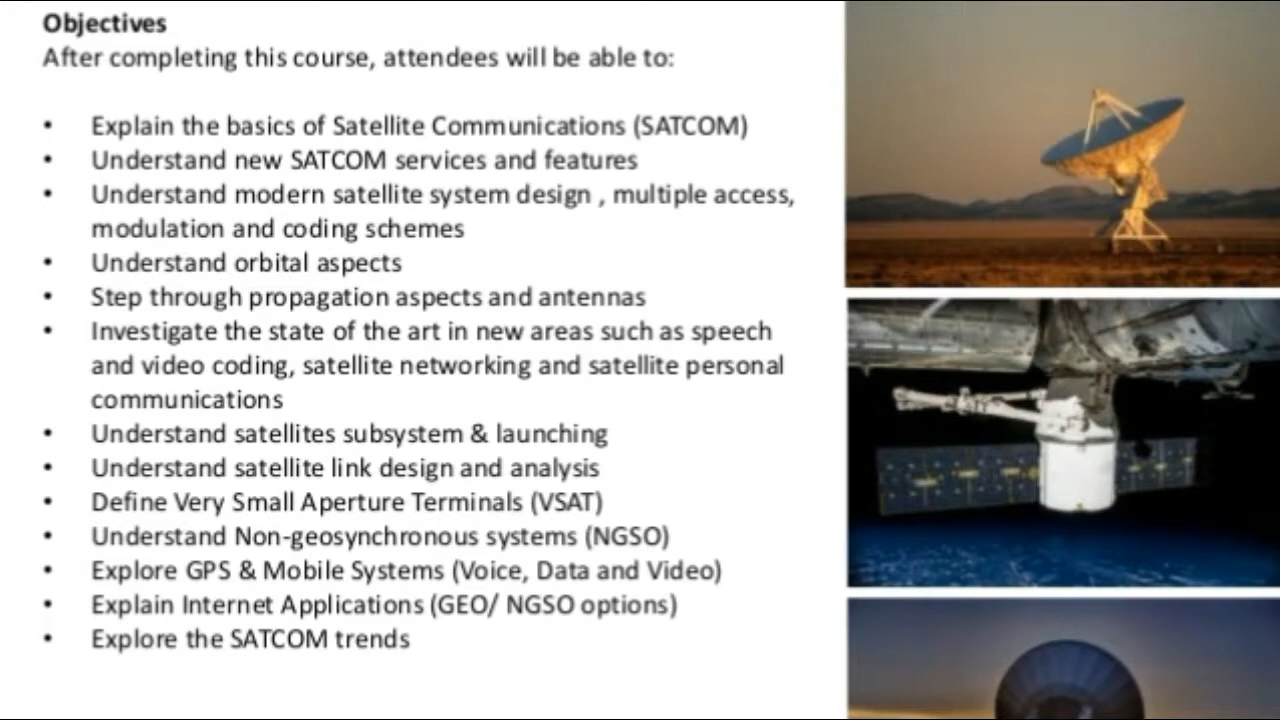 Objectives
After completing this course, attendees will be able to:
• Explain the basics of Satellite Communications (SATCOM)
• Understand new SATCOM services and features
• Understand modern satellite system design , multiple access,
modulation and coding schemes
• Understand orbital aspects
• Step through propagation aspects and antennas
• Investigate the state of the art in new areas such as speech
and video coding, satellite networking and satellite personal
communications
• Understand satellites subsystem & launching
• Understand satellite link design and analysis
• Define Very Small Aperture Terminals (VSAT)
• Understand Non-geosynchronous systems (NGSO)
• Explore GPS & Mobile Systems (Voice, Data and Video)
• Explain Internet Applications (GEO/ NGSO options)
• Explore the SATCOM trends